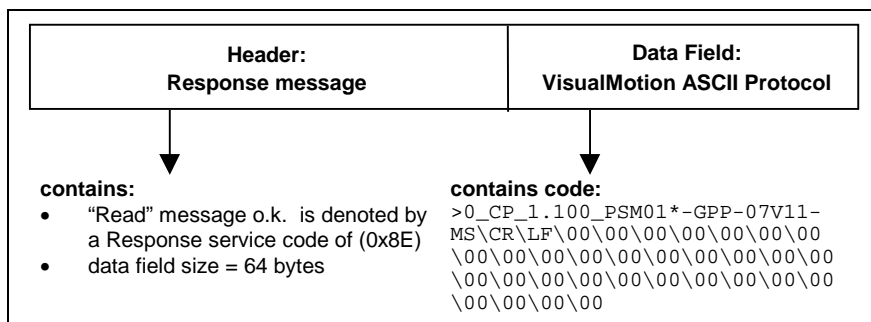 Header:
Response message
Data Field:
VisualMotion ASCII Protocol
contains:
• “Read” message o.k. is denoted by
a Response service code of (0x8E)
• data field size = 64 bytes
contains code:
>0_CP_1.100_PSM01*-GPP-07V11-
MS\CR\LF\00\00\00\00\00\00\00
\00\00\00\00\00\00\00\00\00\00
\00\00\00\00\00\00\00\00\00\00
\00\00\00\00